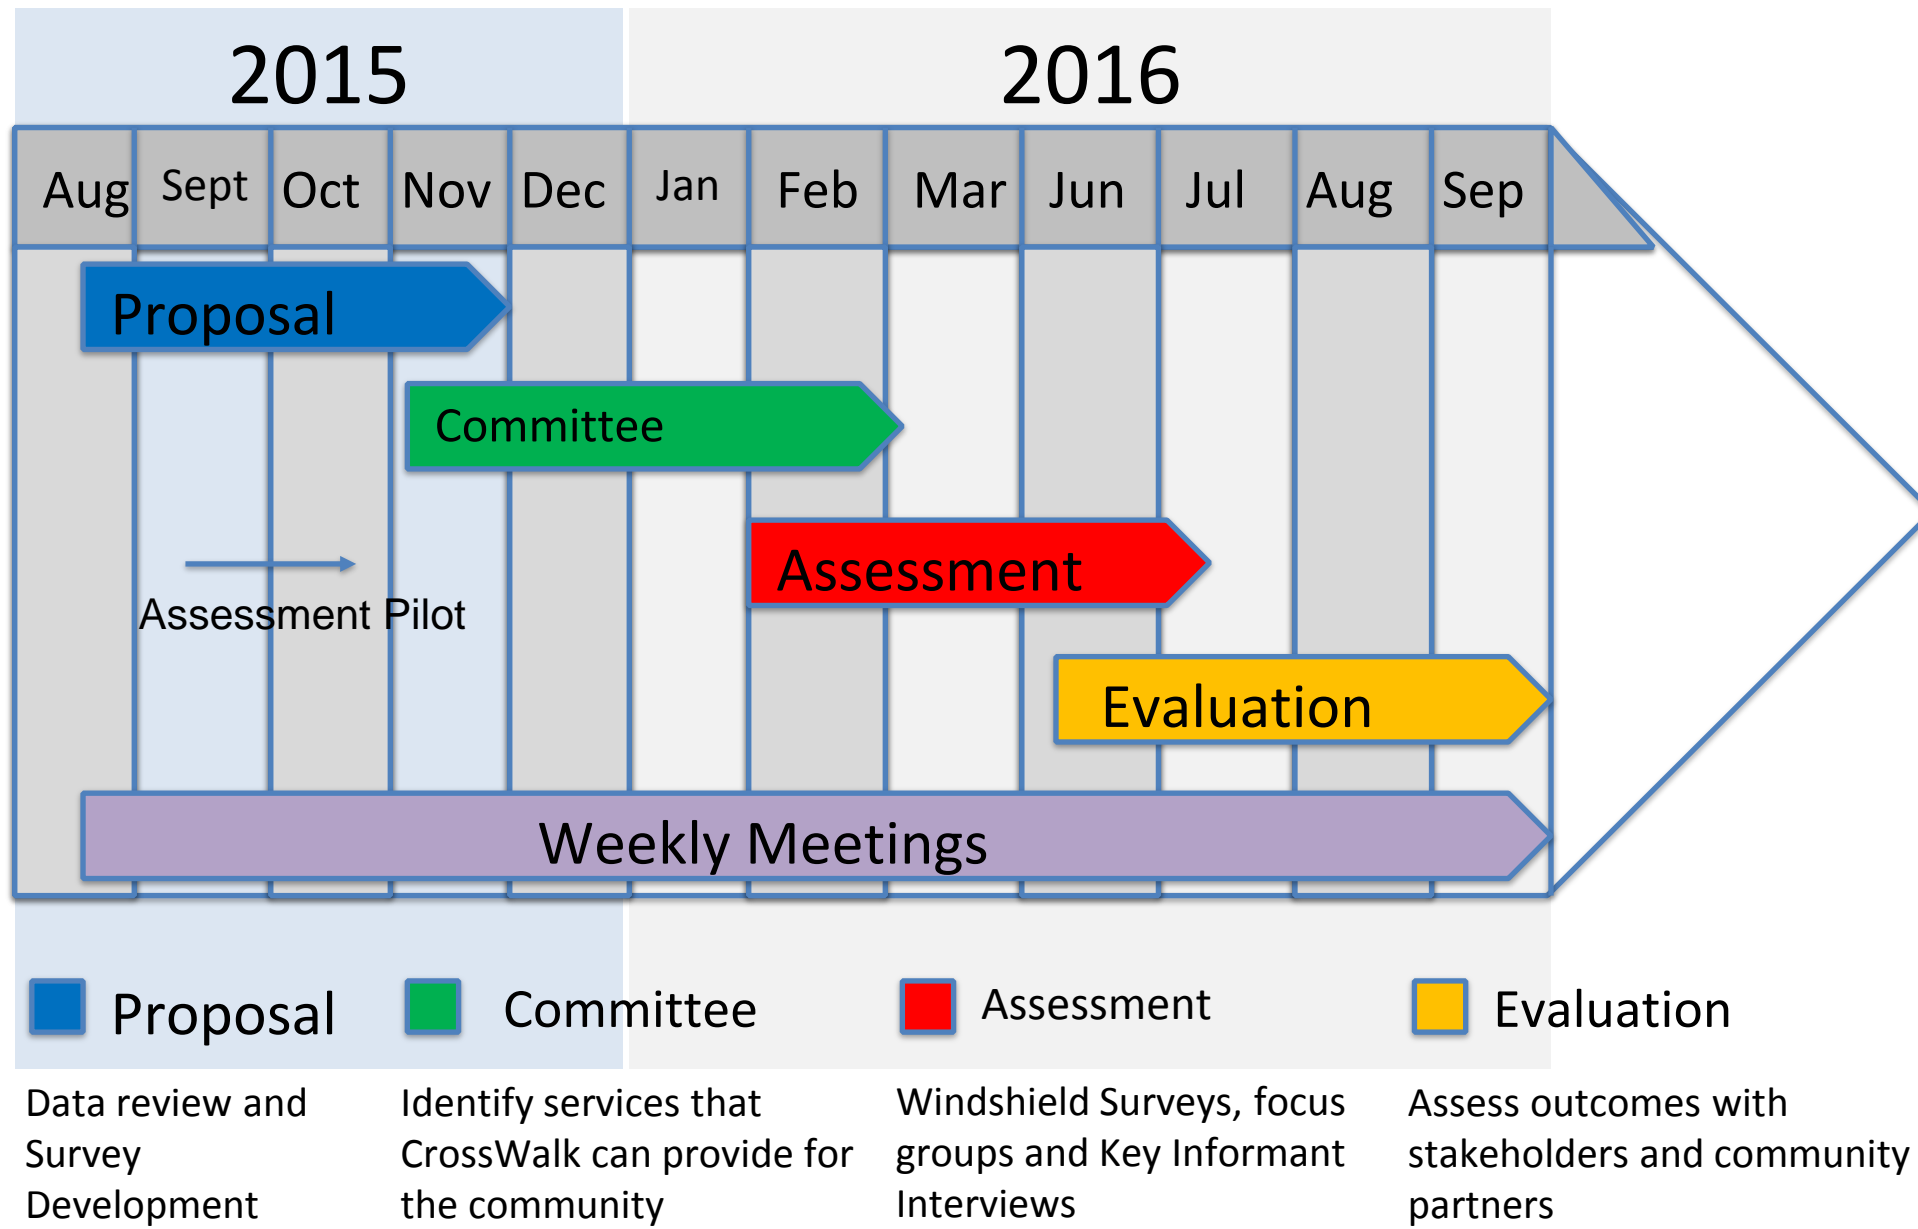 2015
2016
Aug Sept Oct Nov Dec Jan Feb Mar Jun Jul Aug Sep
Proposal
Committee
Assessment
Assessment Pilot
Evaluation
Weekly Meetings
Proposal
Data review and
Survey
Development
Committee
Identify services that
CrossWalk can provide for
the community
Assessment
Windshield Surveys, focus
groups and Key Informant
Interviews
Evaluation
Assess outcomes with
stakeholders and community
partners